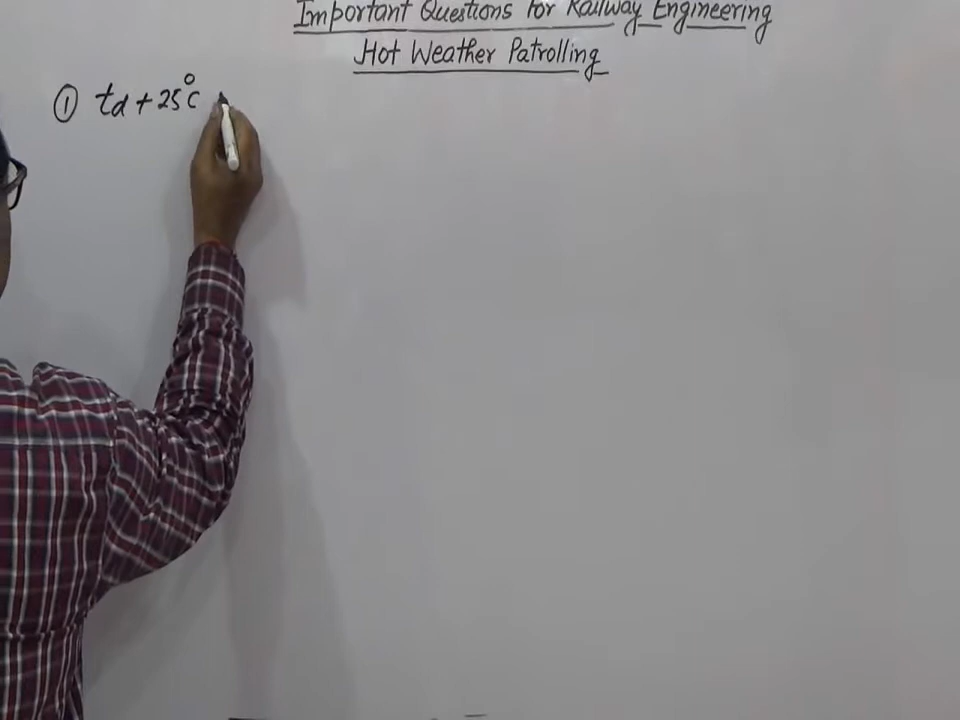 Important Questions for Railway Engineering
Hot Weather Patrolling
① td + 25°C